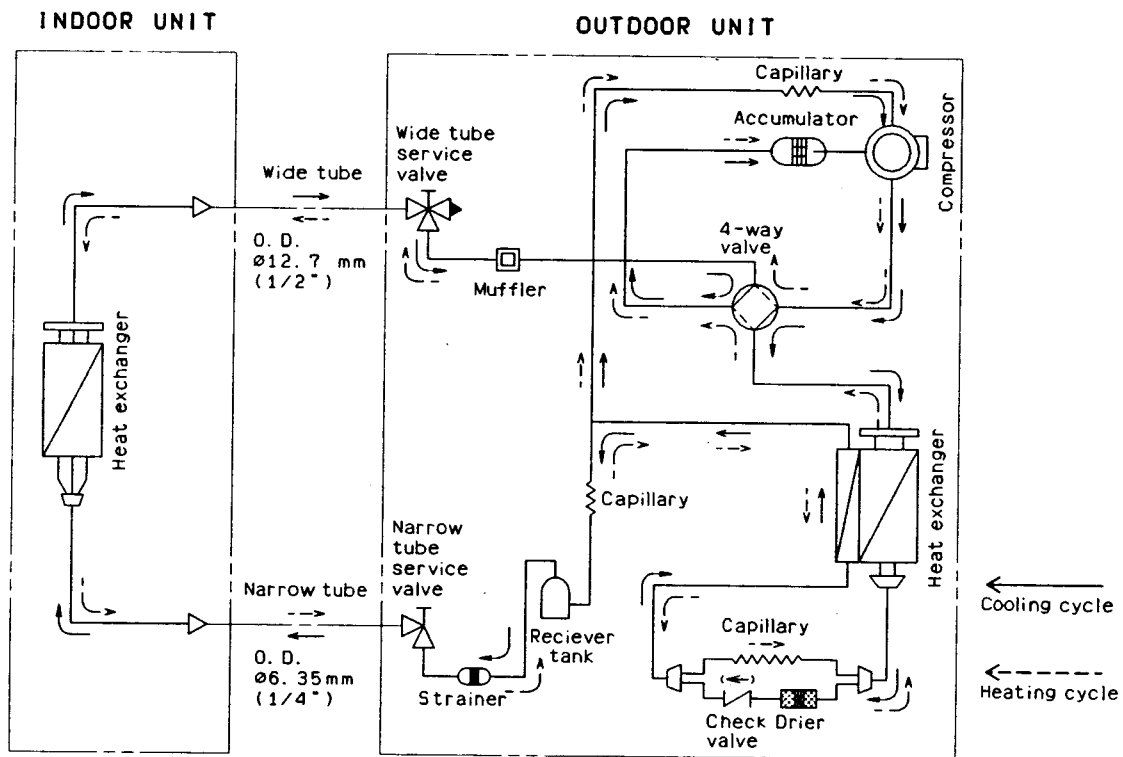 INDOOR UNIT
OUTDOOR UNIT
Capillary
Accumulator
Compressor
Wide tube
service
valve
Wide tube
O.D.
ø12.7 mm
(1/2")
4-way
valve
Muffler
Heat exchanger
Capillary
Heat exchanger
Narrow
tube
service
valve
Narrow tube
O.D.
ø6.35mm
(1/4")
Reciever
tank
Strainer
Capillary
Check Drier
valve
Cooling cycle
Heating cycle